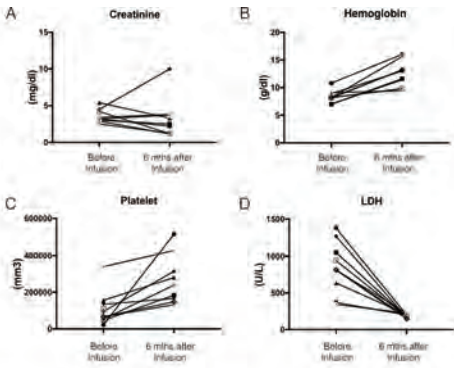 A
Creatinine
(mg/dl)
15
10
5
0
Before
Infusion
6 mths after
Infusion
B
Hemoglobin
(g/dl)
20
15
10
5
0
Before
Infusion
6 mths after
Infusion
C
Platelet
(mm3)
600000
400000
200000
0
Before
Infusion
6 mths after
Infusion
D
LDH
(U/L)
1500
1000
500
0
Before
Infusion
6 mths after
Infusion